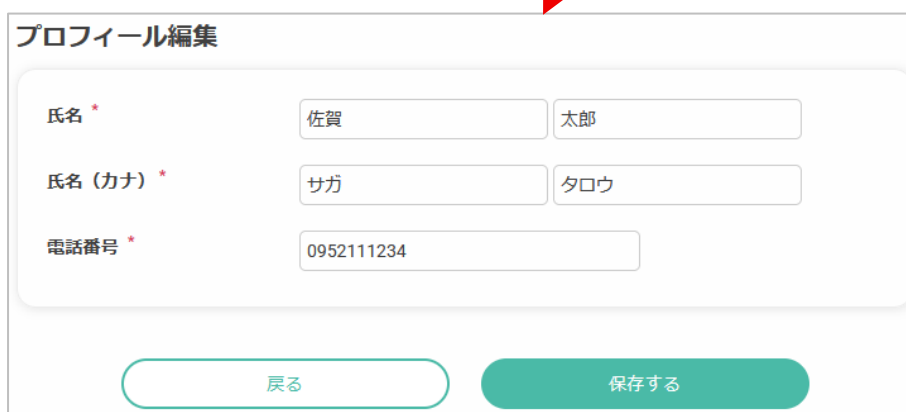 プロフィール編集
氏名 * 佐賀 太郎
氏名（カナ） * サガ タロウ
電話番号 * 0952111234
戻る 保存する